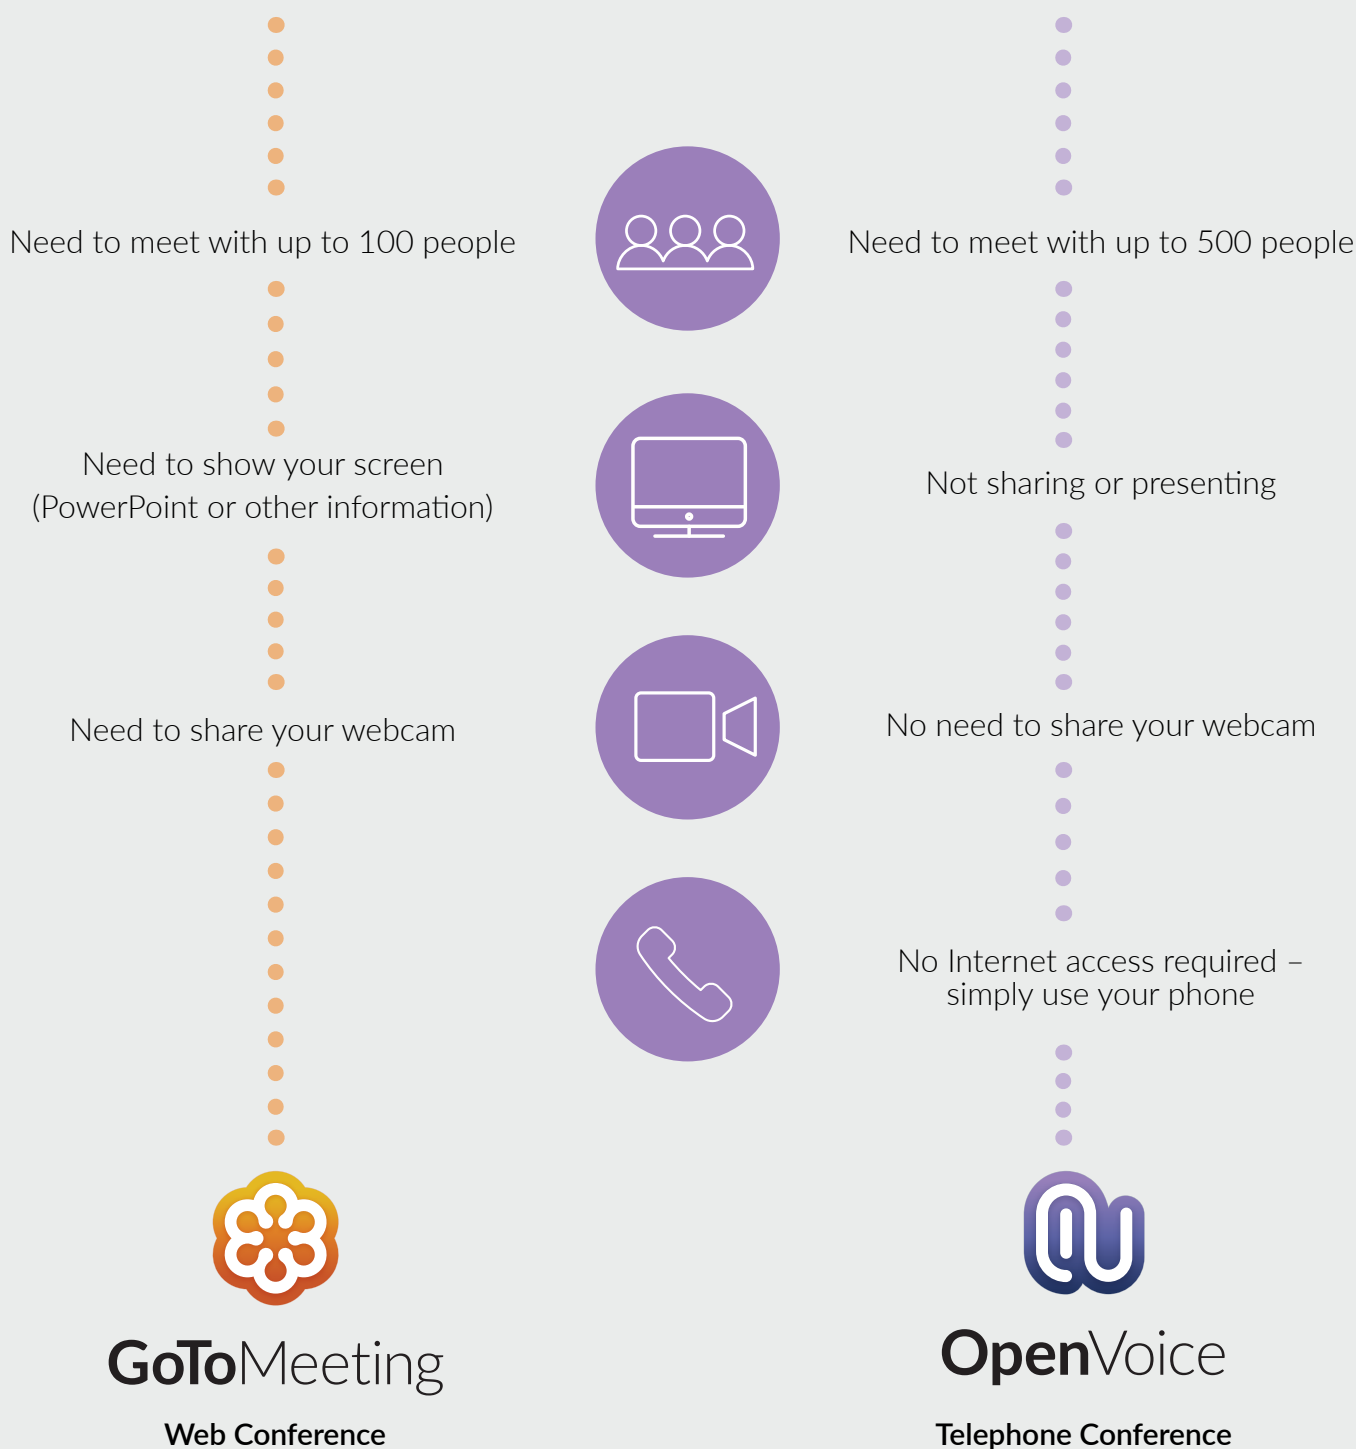 Need to meet with up to 100 people
Need to meet with up to 500 people
Need to show your screen
(PowerPoint or other information)
Not sharing or presenting
Need to share your webcam
No need to share your webcam
No Internet access required –
simply use your phone
GoToMeeting
Web Conference
OpenVoice
Telephone Conference